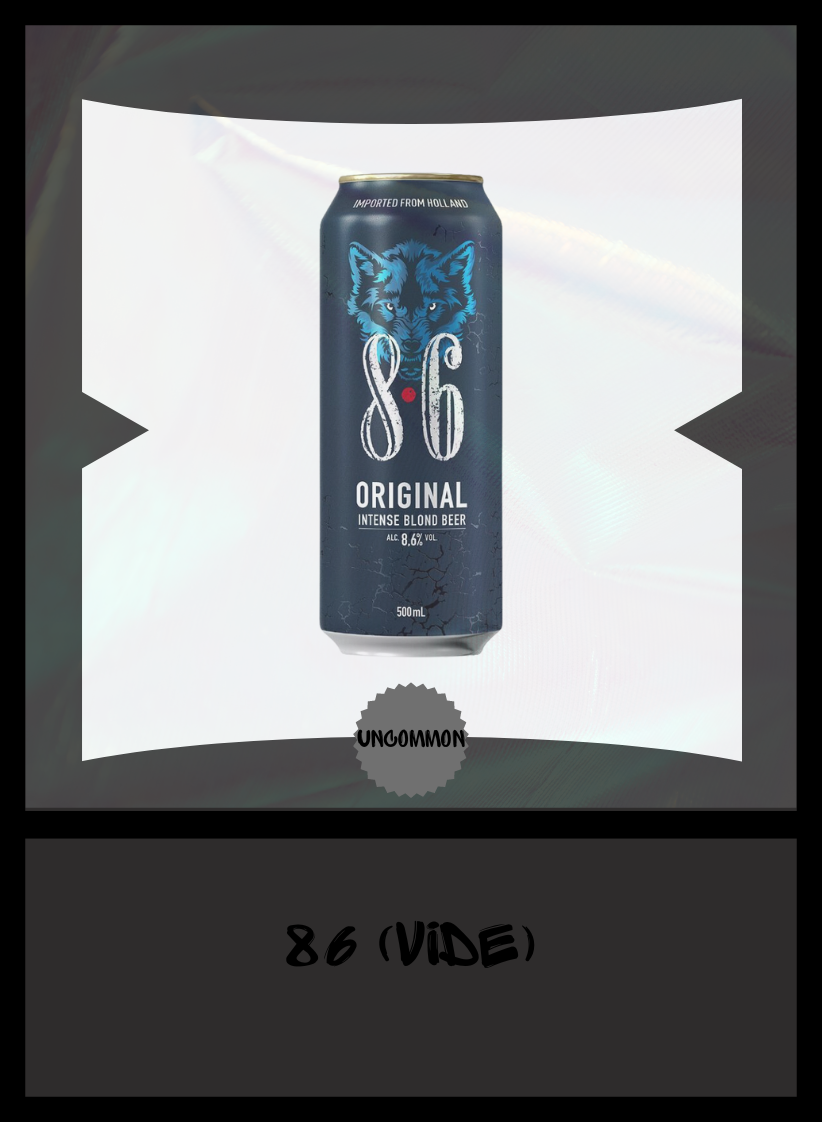 IMPORTED FROM HOLLAND
8.6
ORIGINAL
INTENSE BLOND BEER
ALC. 8,6% VOL.
500mL
UNCOMMON
86 (ViDE)